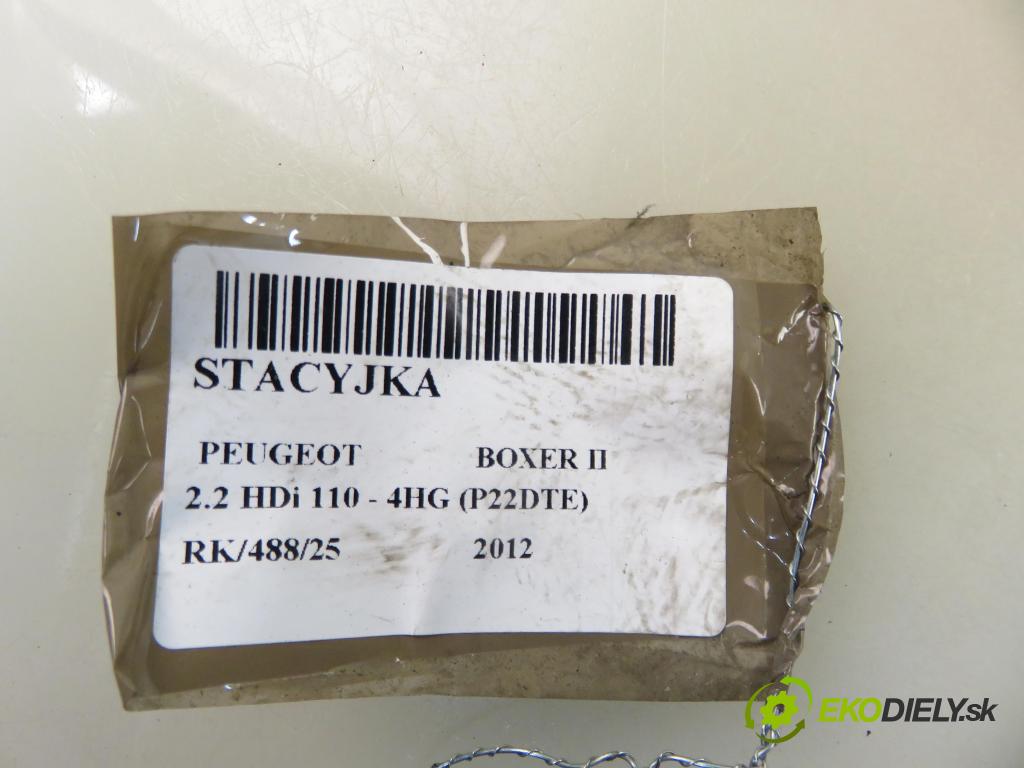 STACYJKA
PEUGEOT BOXER II
2.2 HDi 110 - 4HG (P22DTE)
RK/488/25 2012
EKODIELY.sk